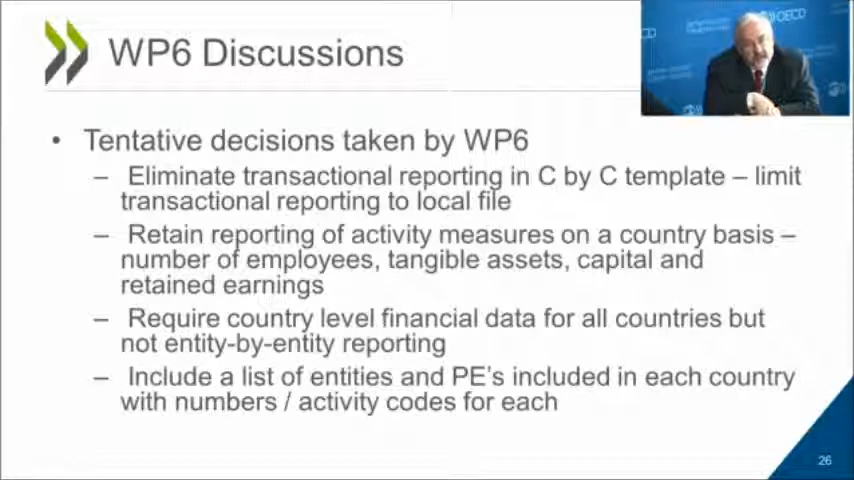 WP6 Discussions
OECD
• Tentative decisions taken by WP6
– Eliminate transactional reporting in C by C template – limit
transactional reporting to local file
– Retain reporting of activity measures on a country basis –
number of employees, tangible assets, capital and
retained earnings
– Require country level financial data for all countries but
not entity-by-entity reporting
– Include a list of entities and PE's included in each country
with numbers / activity codes for each
26